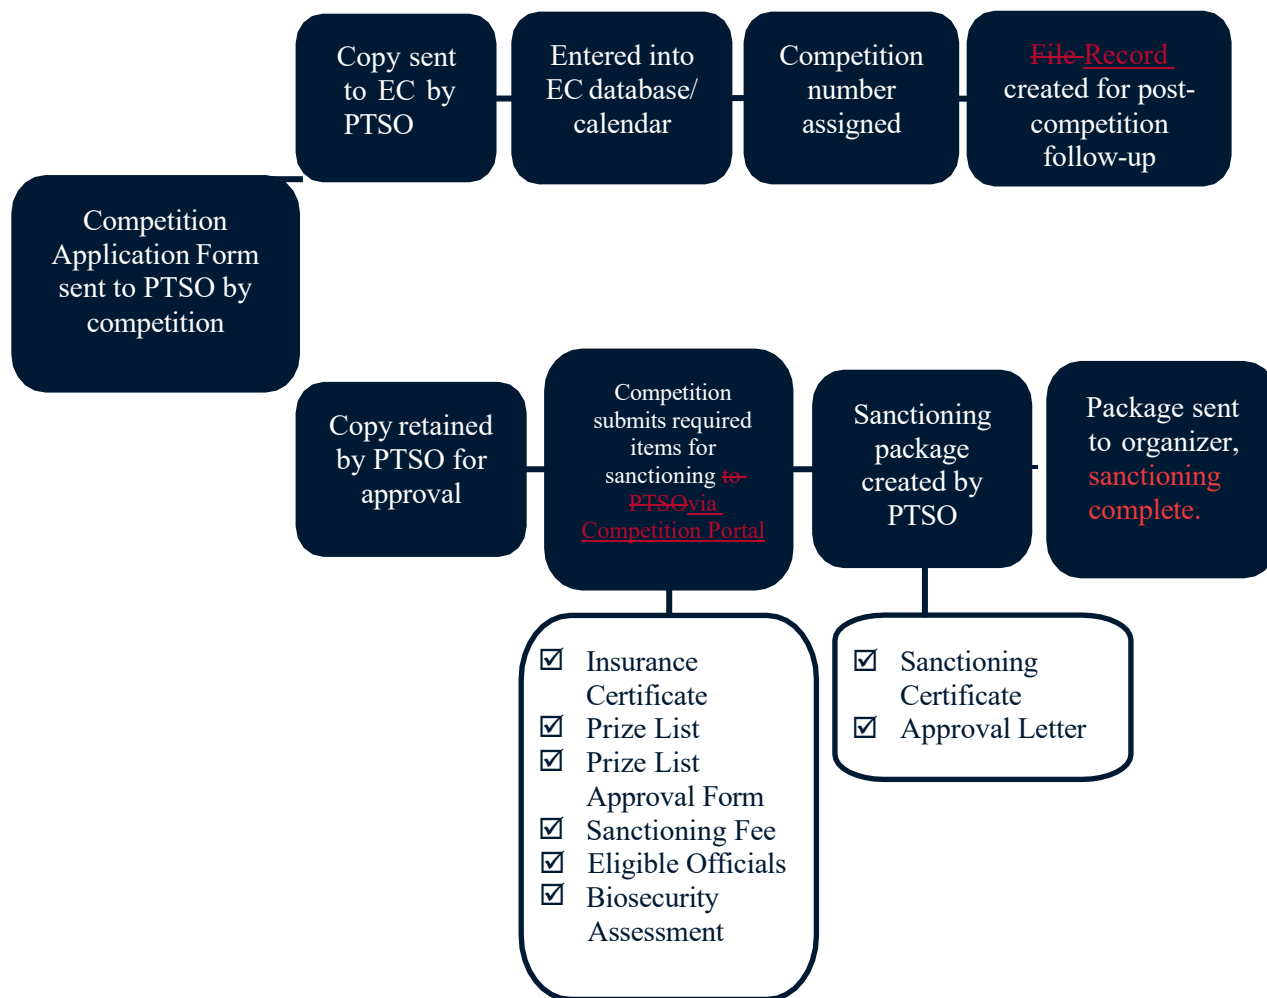 Copy sent
to EC by
PTSO
Entered into
EC database/
calendar
Competition
number
assigned
File Record
created for post-
competition
follow-up
Competition
Application Form
sent to PTSO by
competition
Copy retained
by PTSO for
approval
Competition
submits required
items for
sanctioning to
PTSOvia
Competition Portal
Sanctioning
package
created by
PTSO
Package sent
to organizer,
sanctioning
complete.
☑ Insurance
Certificate
☑ Prize List
☑ Prize List
Approval Form
☑ Sanctioning Fee
☑ Eligible Officials
☑ Biosecurity
Assessment
☑ Sanctioning
Certificate
☑ Approval Letter